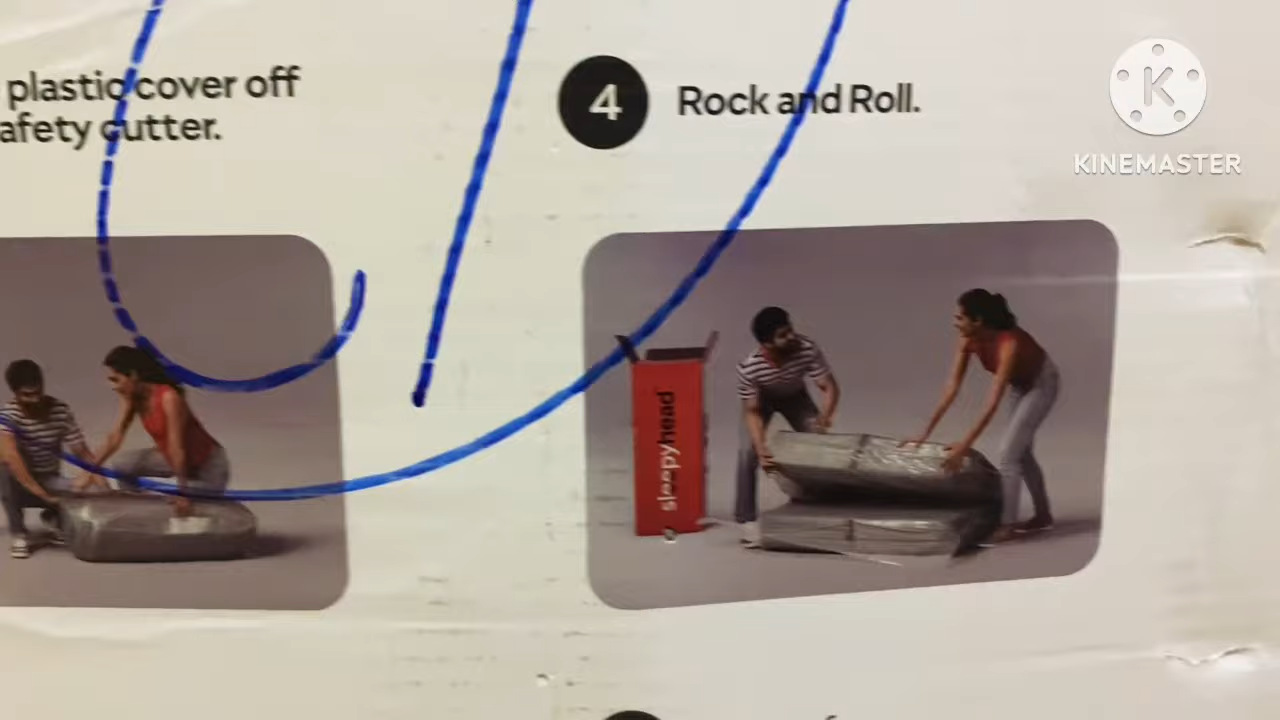 plastic cover off
afety cutter.
4
Rock and Roll.
sleepyhead
K
KINEMASTER